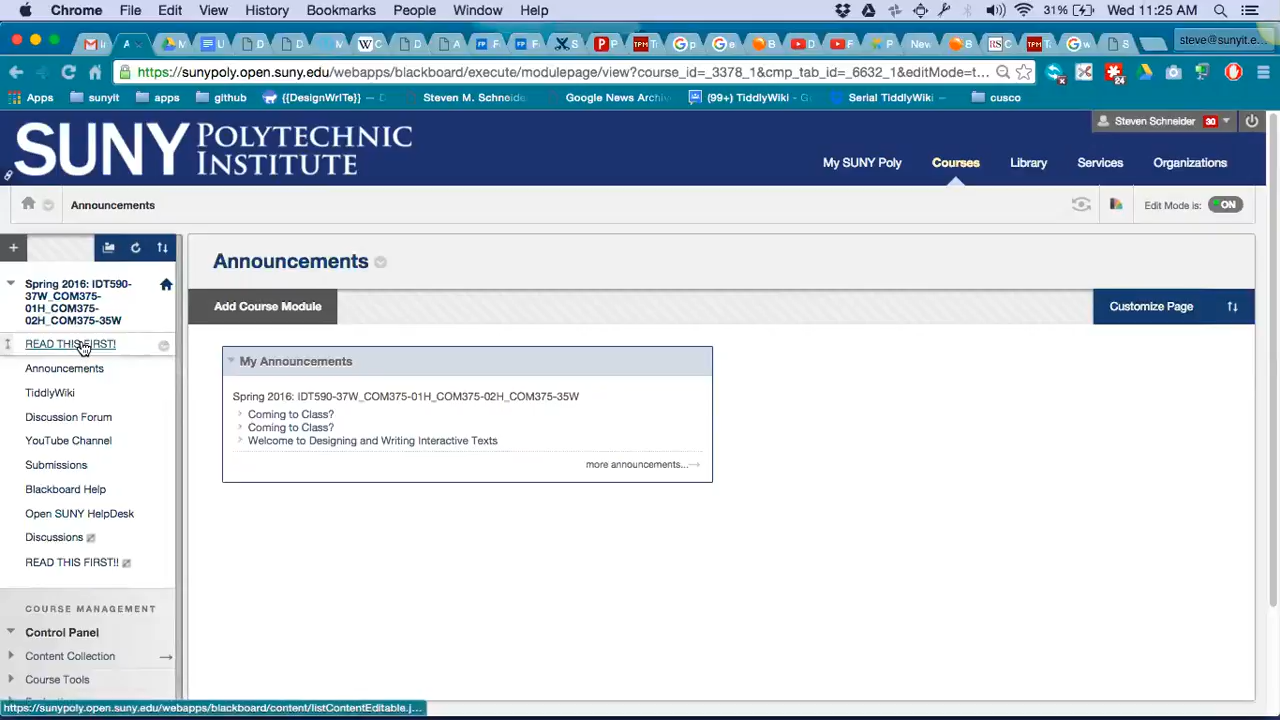 Chrome File Edit View History Bookmarks People Window Help 31% Wed 11:25 AM
steve@sunyit.e...
https://sunypoly.open.suny.edu/webapps/blackboard/execute/modulepage/view?course_id=_3378_1&cmp_tab_id=_6632_1&editMode=t...
Apps sunyit apps github {{DesignWrITe}} – Steven M. Schneide Google News Archiv (99+) TiddlyWiki - G Serial TiddlyWiki – cusco
Steven Schneider 30
SUNY POLYTECHNIC INSTITUTE
My SUNY Poly Courses Library Services Organizations
Announcements Edit Mode is: ON
Announcements
Add Course Module Customize Page
Spring 2016: IDT590-
37W_COM375-
01H_COM375-
02H_COM375-35W
READ THIS FIRST!
Announcements
TiddlyWiki
Discussion Forum
YouTube Channel
Submissions
Blackboard Help
Open SUNY HelpDesk
Discussions
READ THIS FIRST!!
COURSE MANAGEMENT
Control Panel
Content Collection
Course Tools
My Announcements
Spring 2016: IDT590-37W_COM375-01H_COM375-02H_COM375-35W
Coming to Class?
Coming to Class?
Welcome to Designing and Writing Interactive Texts
more announcements...
https://sunypoly.open.suny.edu/webapps/blackboard/content/listContentEditable.j...